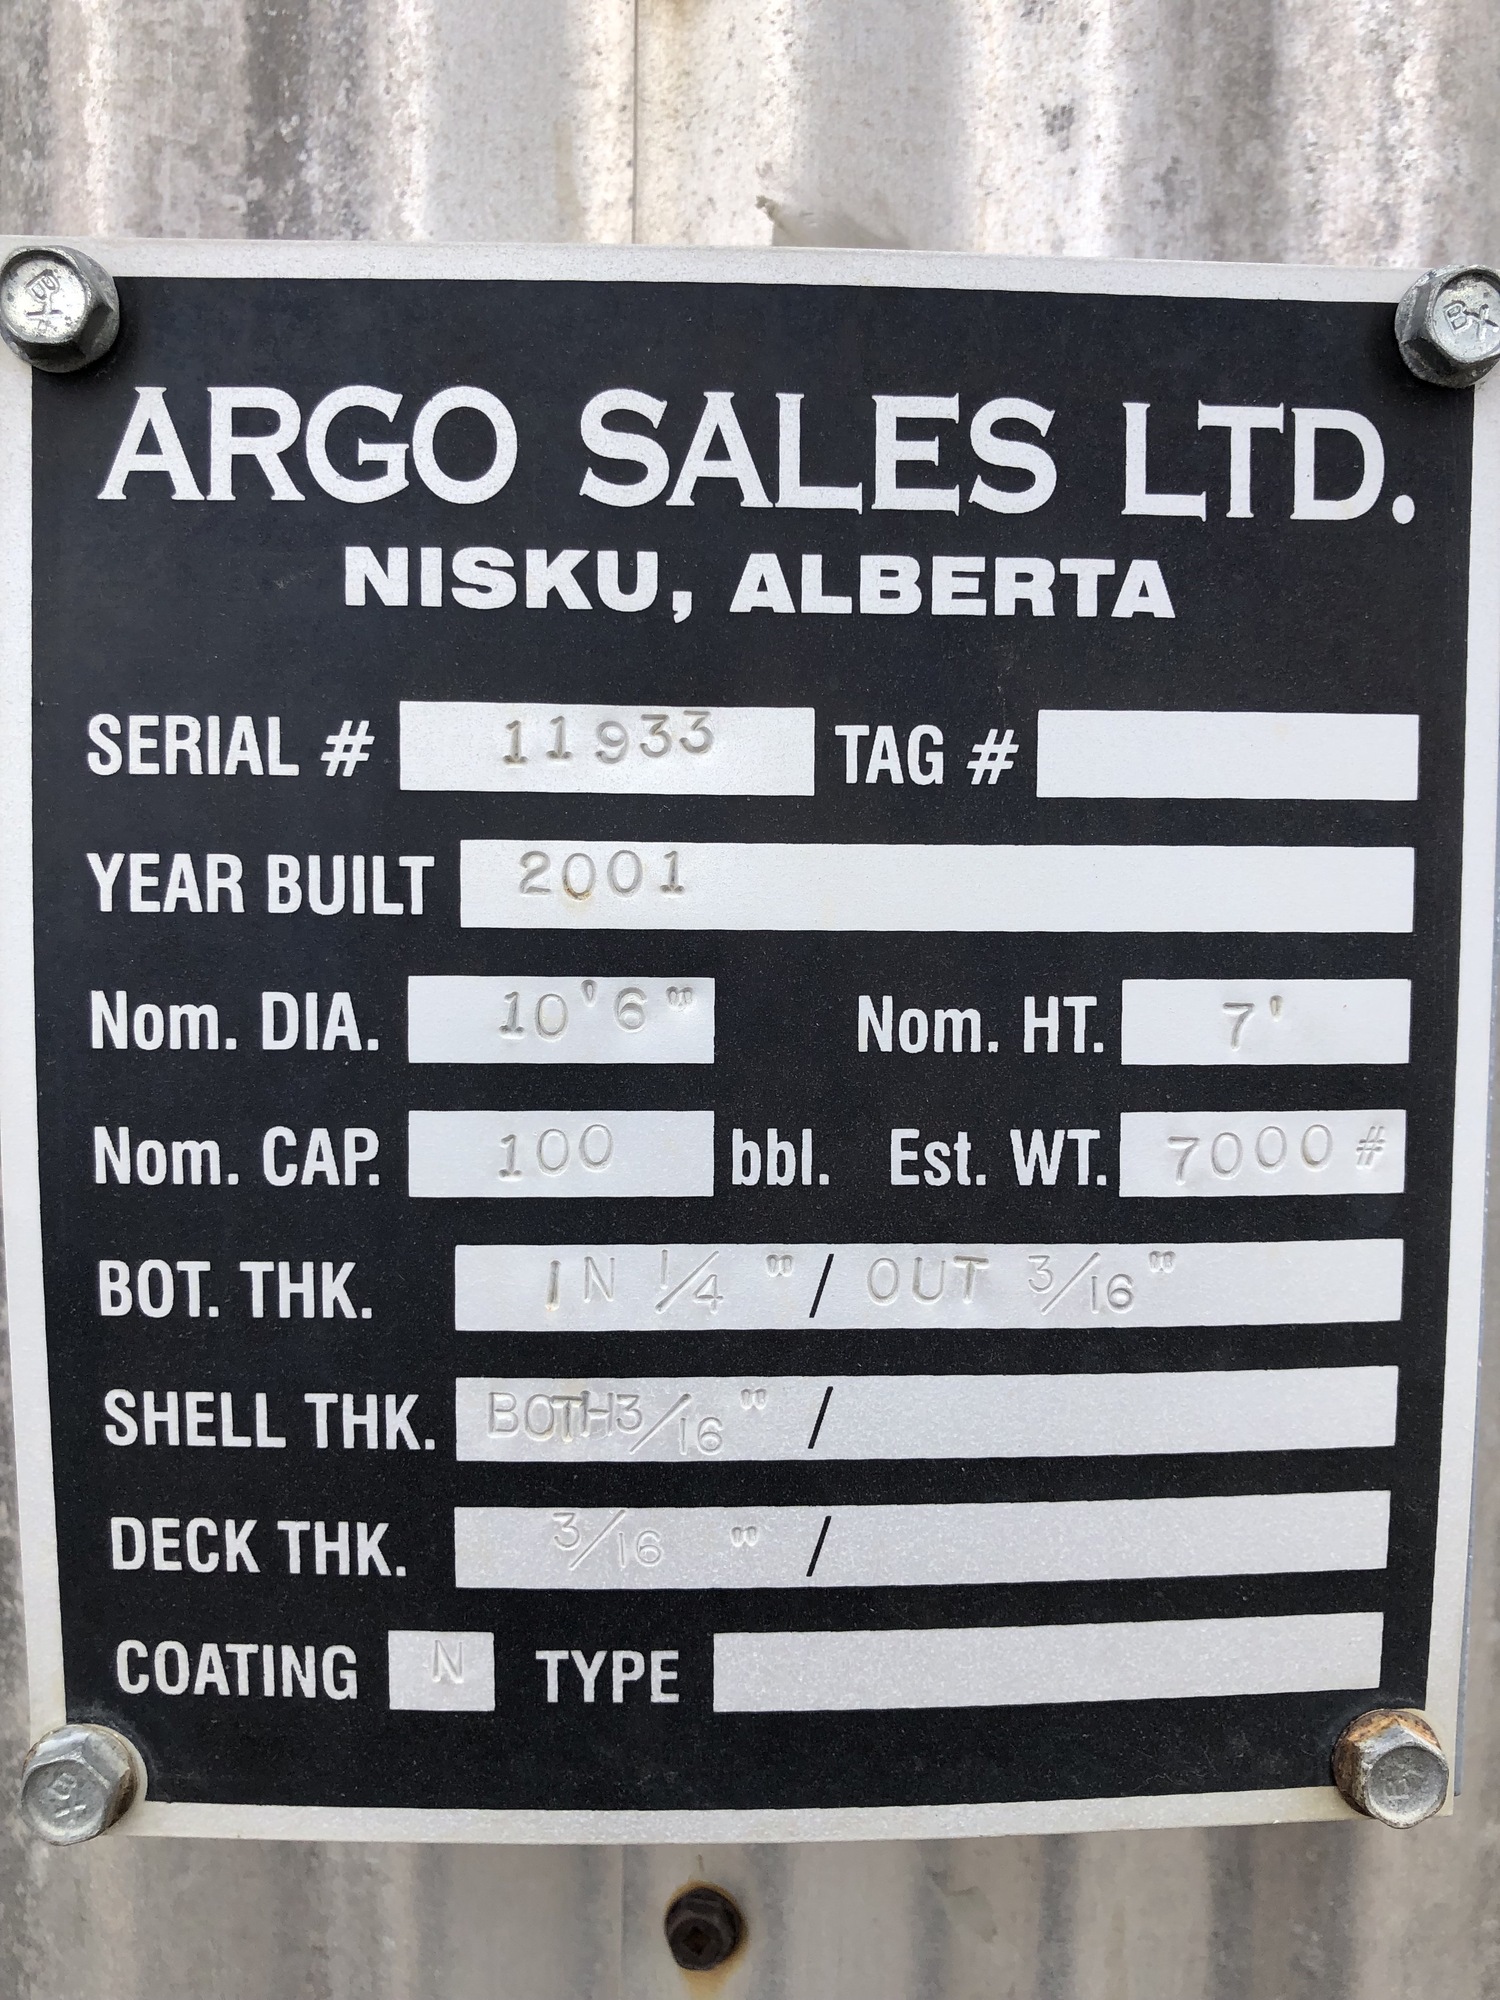 ARGO SALES LTD.
NISKU, ALBERTA
SERIAL # 11933 TAG #
YEAR BUILT 2001
Nom. DIA. 10'6" Nom. HT. 7'
Nom. CAP. 100 bbl. Est. WT. 7000#
BOT. THK. IN 1/4 " / OUT 3/16 "
SHELL THK. BOTH3/16 " /
DECK THK. 3/16 " /
COATING N TYPE